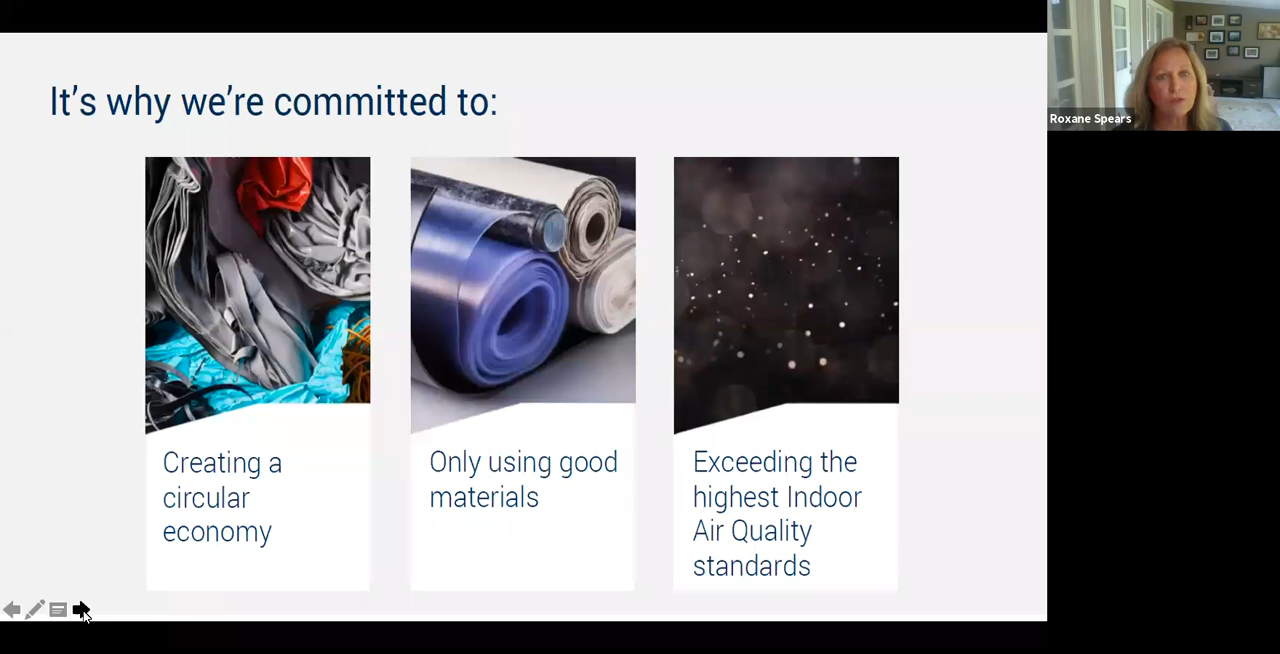 It's why we're committed to:
Creating a
circular
economy
Only using good
materials
Exceeding the
highest Indoor
Air Quality
standards
Roxane Spears